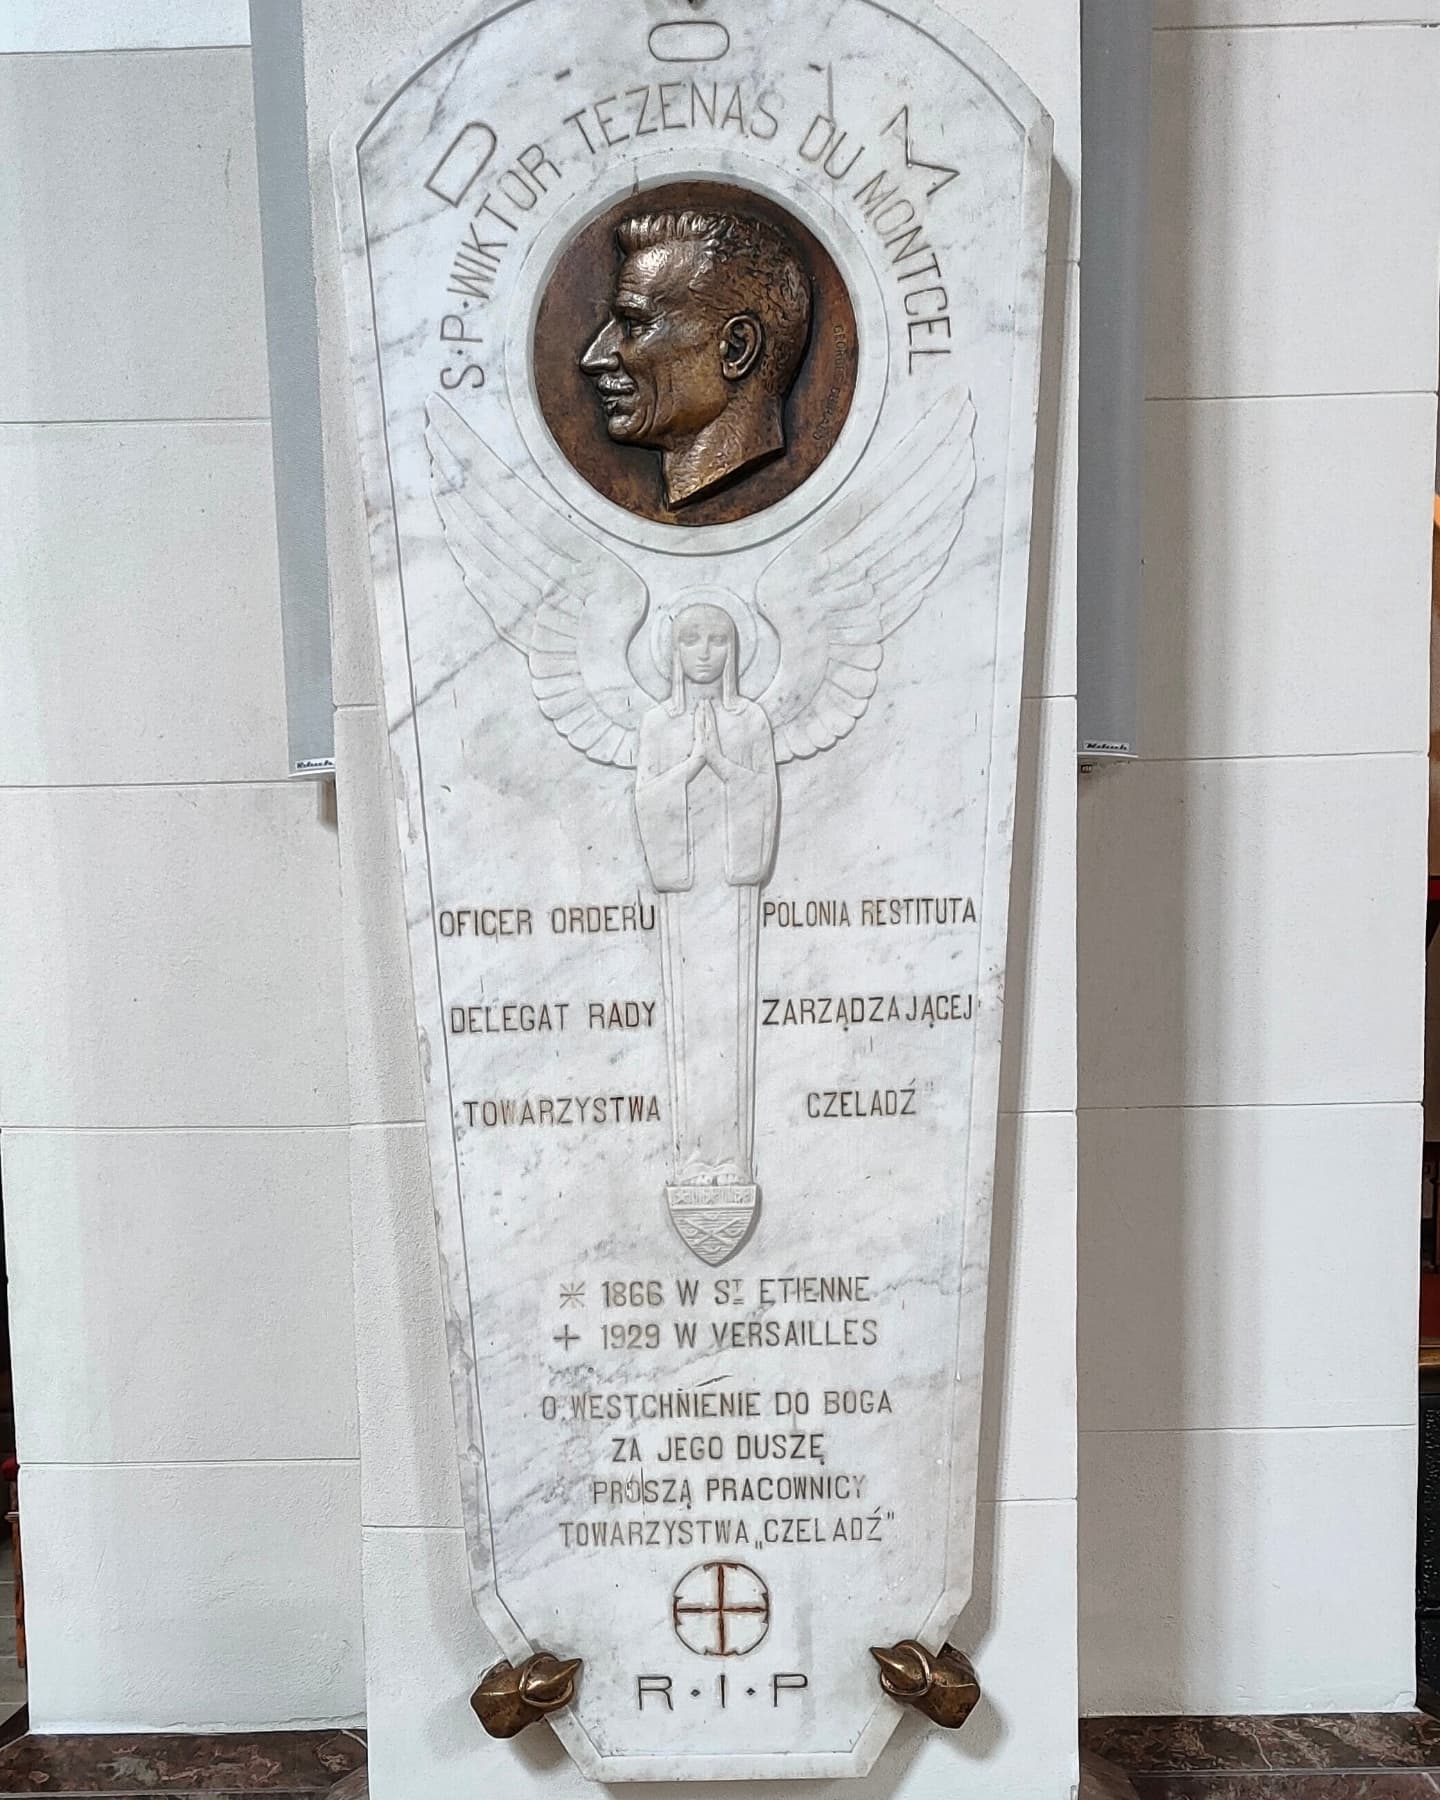 D O M
S·P·WIKTOR TEZENAS DU MONTCEL
OFICER ORDERU POLONIA RESTITUTA
DELEGAT RADY ZARZĄDZAJĄCEJ
TOWARZYSTWA CZELADŹ"
1866 W ST ETIENNE
+ 1929 W VERSAILLES
O WESTCHNIENIE DO BOGA
ZA JEGO DUSZĘ
PROSZĄ PRACOWNICY
TOWARZYSTWA „CZELADŹ"
R·I·P